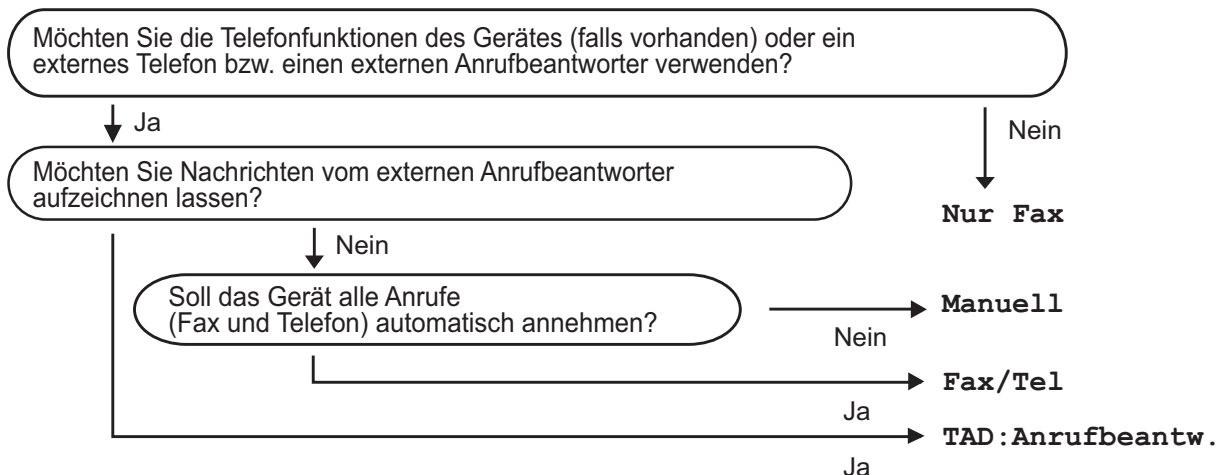 Möchten Sie die Telefonfunktionen des Gerätes (falls vorhanden) oder ein
externes Telefon bzw. einen externen Anrufbeantworter verwenden?
Ja
Nein
Möchten Sie Nachrichten vom externen Anrufbeantworter
aufzeichnen lassen?
Nur Fax
Nein
Soll das Gerät alle Anrufe
(Fax und Telefon) automatisch annehmen?
Manuell
Nein
Fax/Tel
Ja
TAD:Anrufbeantw.
Ja